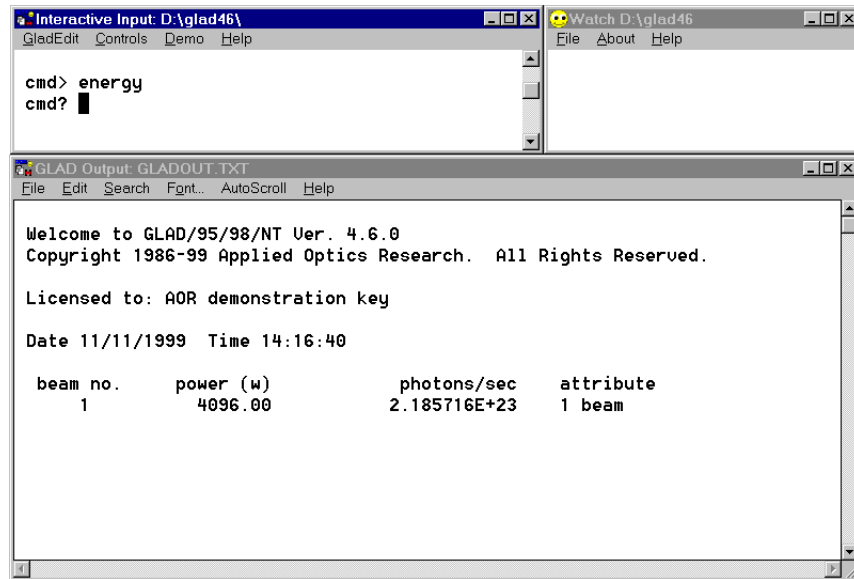 Interactive Input: D:\glad46\
GladEdit Controls Demo Help
cmd> energy
cmd?
Watch D:\glad46
File About Help
GLAD Output: GLADOUT.TXT
File Edit Search Font... AutoScroll Help
Welcome to GLAD/95/98/NT Ver. 4.6.0
Copyright 1986-99 Applied Optics Research. All Rights Reserved.
Licensed to: AOR demonstration key
Date 11/11/1999 Time 14:16:40
beam no. power (w) photons/sec attribute
1 4096.00 2.185716E+23 1 beam